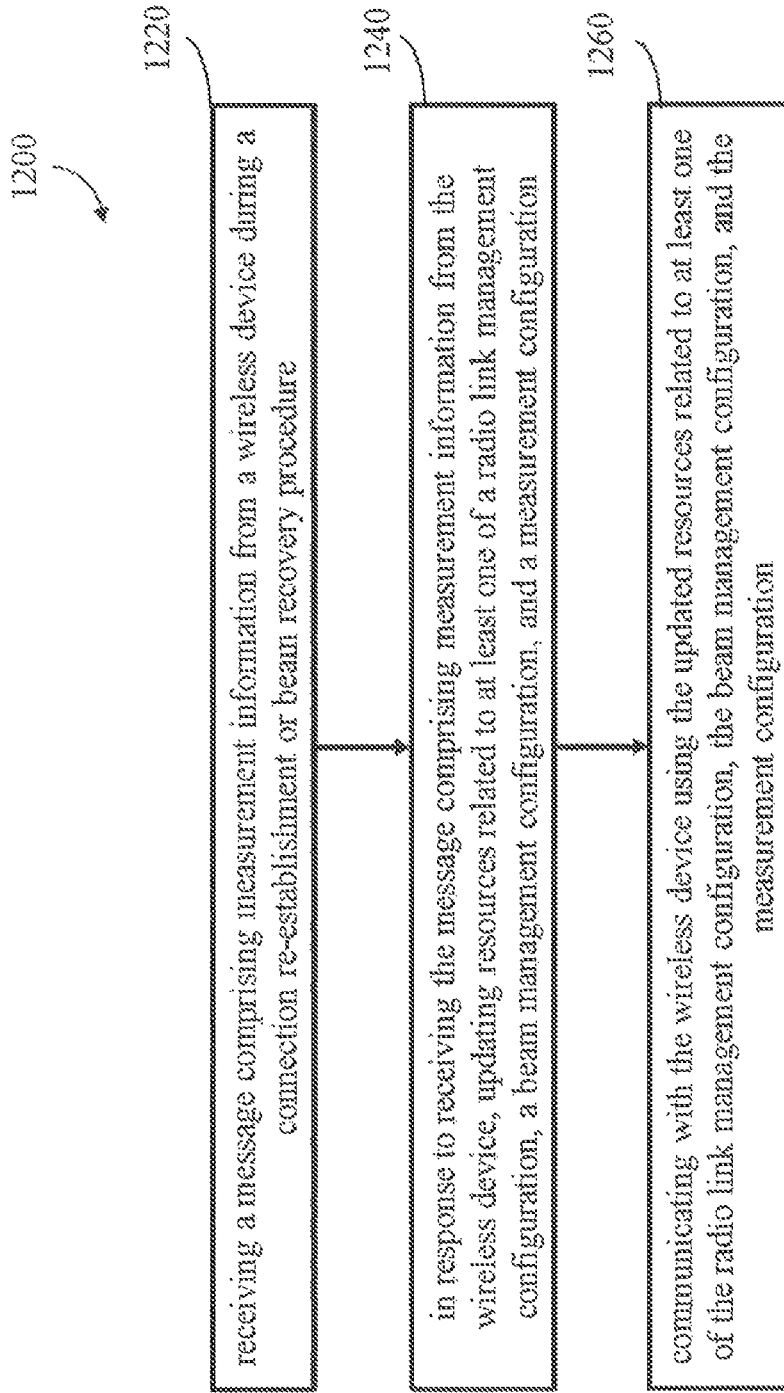 1200
1220
receiving a message comprising measurement information from a wireless device during a
connection re-establishment or beam recovery procedure
1240
in response to receiving the message comprising measurement information from the
wireless device, updating resources related to at least one of a radio link management
configuration, a beam management configuration, and a measurement configuration
1260
communicating with the wireless device using the updated resources related to at least one
of the radio link management configuration, the beam management configuration, and the
measurement configuration